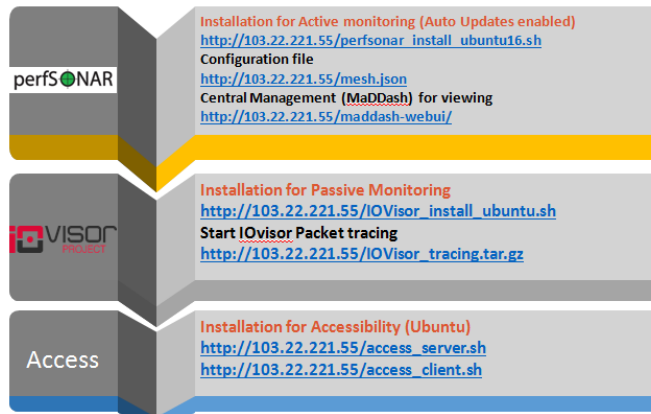 perfSONAR
Installation for Active monitoring (Auto Updates enabled)
http://103.22.221.55/perfsonar_install_ubuntu16.sh
Configuration file
http://103.22.221.55/mesh.json
Central Management (MaDDash) for viewing
http://103.22.221.55/maddash-webui/
IOVISOR
PROJECT
Installation for Passive Monitoring
http://103.22.221.55/IOVisor_install_ubuntu.sh
Start IOvisor Packet tracing
http://103.22.221.55/IOVisor_tracing.tar.gz
Access
Installation for Accessibility (Ubuntu)
http://103.22.221.55/access_server.sh
http://103.22.221.55/access_client.sh